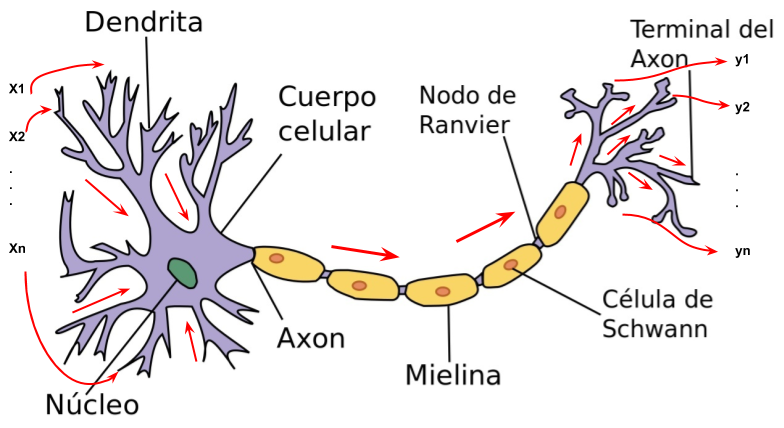 Dendrita
Terminal del
Axon
X1
y1
Cuerpo
celular
Nodo de
Ranvier
X2
y2
.
.
.
.
.
.
Xn
yn
Célula de
Schwann
Axon
Mielina
Núcleo